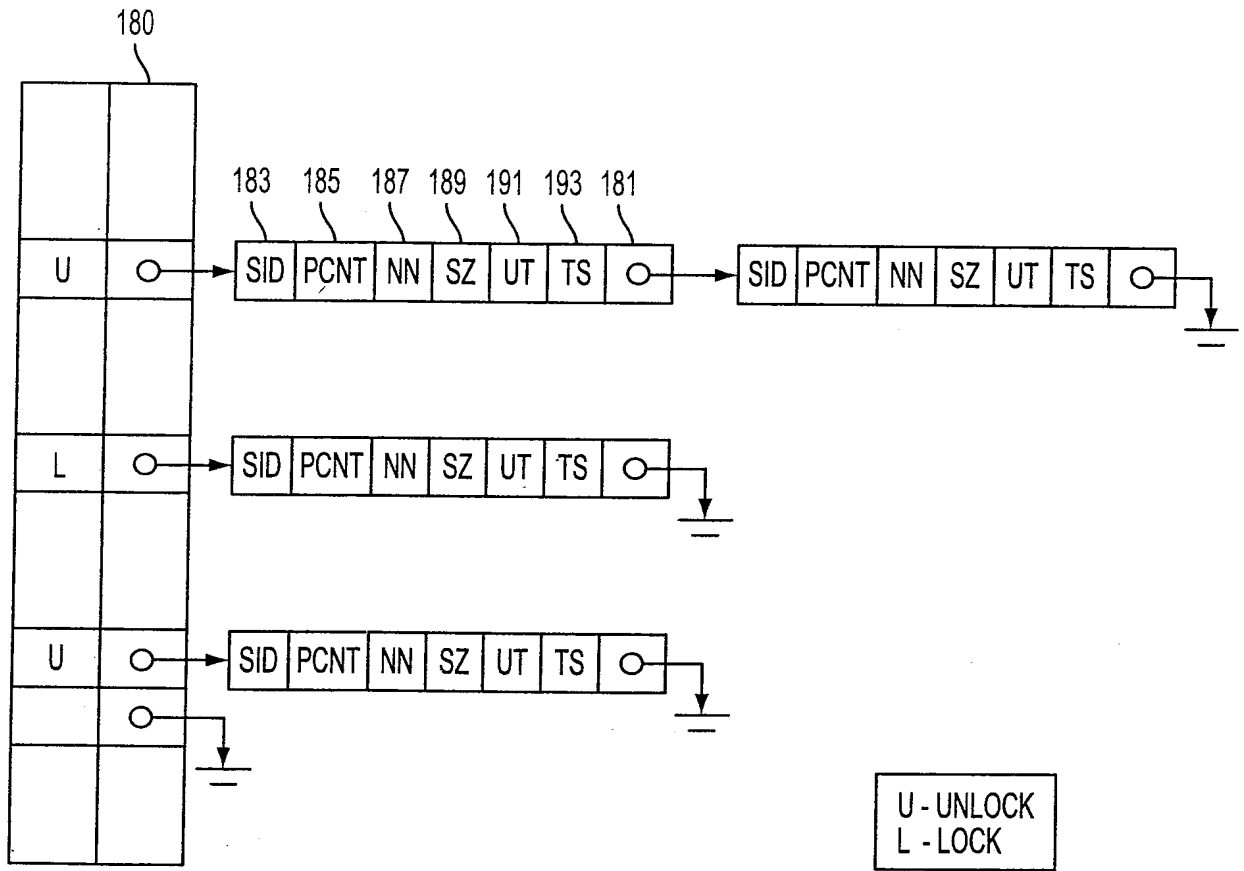 180
183 185 187 189 191 193 181
U SID PCNT NN SZ UT TS SID PCNT NN SZ UT TS
L SID PCNT NN SZ UT TS
U SID PCNT NN SZ UT TS
U - UNLOCK
L - LOCK